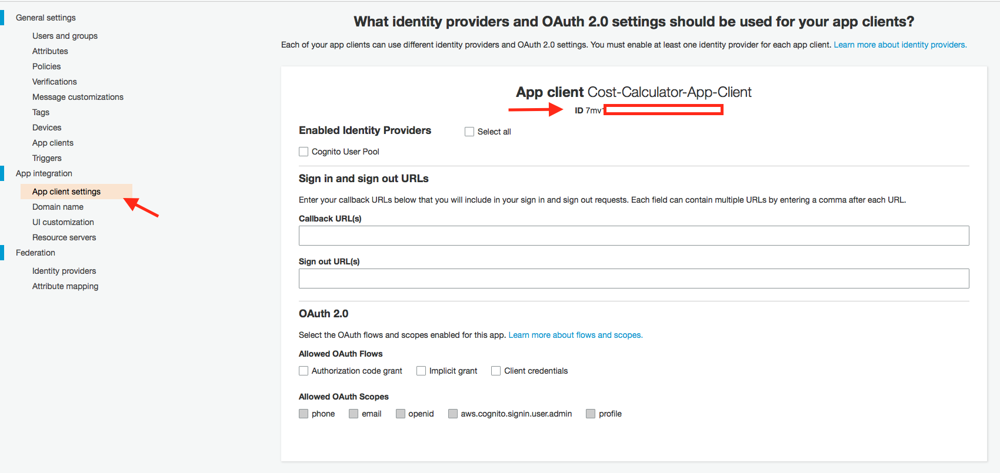 General settings
Users and groups
Attributes
Policies
Verifications
Message customizations
Tags
Devices
App clients
Triggers
App integration
App client settings
Domain name
UI customization
Resource servers
Federation
Identity providers
Attribute mapping
What identity providers and OAuth 2.0 settings should be used for your app clients?
Each of your app clients can use different identity providers and OAuth 2.0 settings. You must enable at least one identity provider for each app client. Learn more about identity providers.
App client Cost-Calculator-App-Client
ID 7mv
Enabled Identity Providers Select all
Cognito User Pool
Sign in and sign out URLs
Enter your callback URLs below that you will include in your sign in and sign out requests. Each field can contain multiple URLs by entering a comma after each URL.
Callback URL(s)
Sign out URL(s)
OAuth 2.0
Select the OAuth flows and scopes enabled for this app. Learn more about flows and scopes.
Allowed OAuth Flows
Authorization code grant Implicit grant Client credentials
Allowed OAuth Scopes
phone email openid aws.cognito.signin.user.admin profile